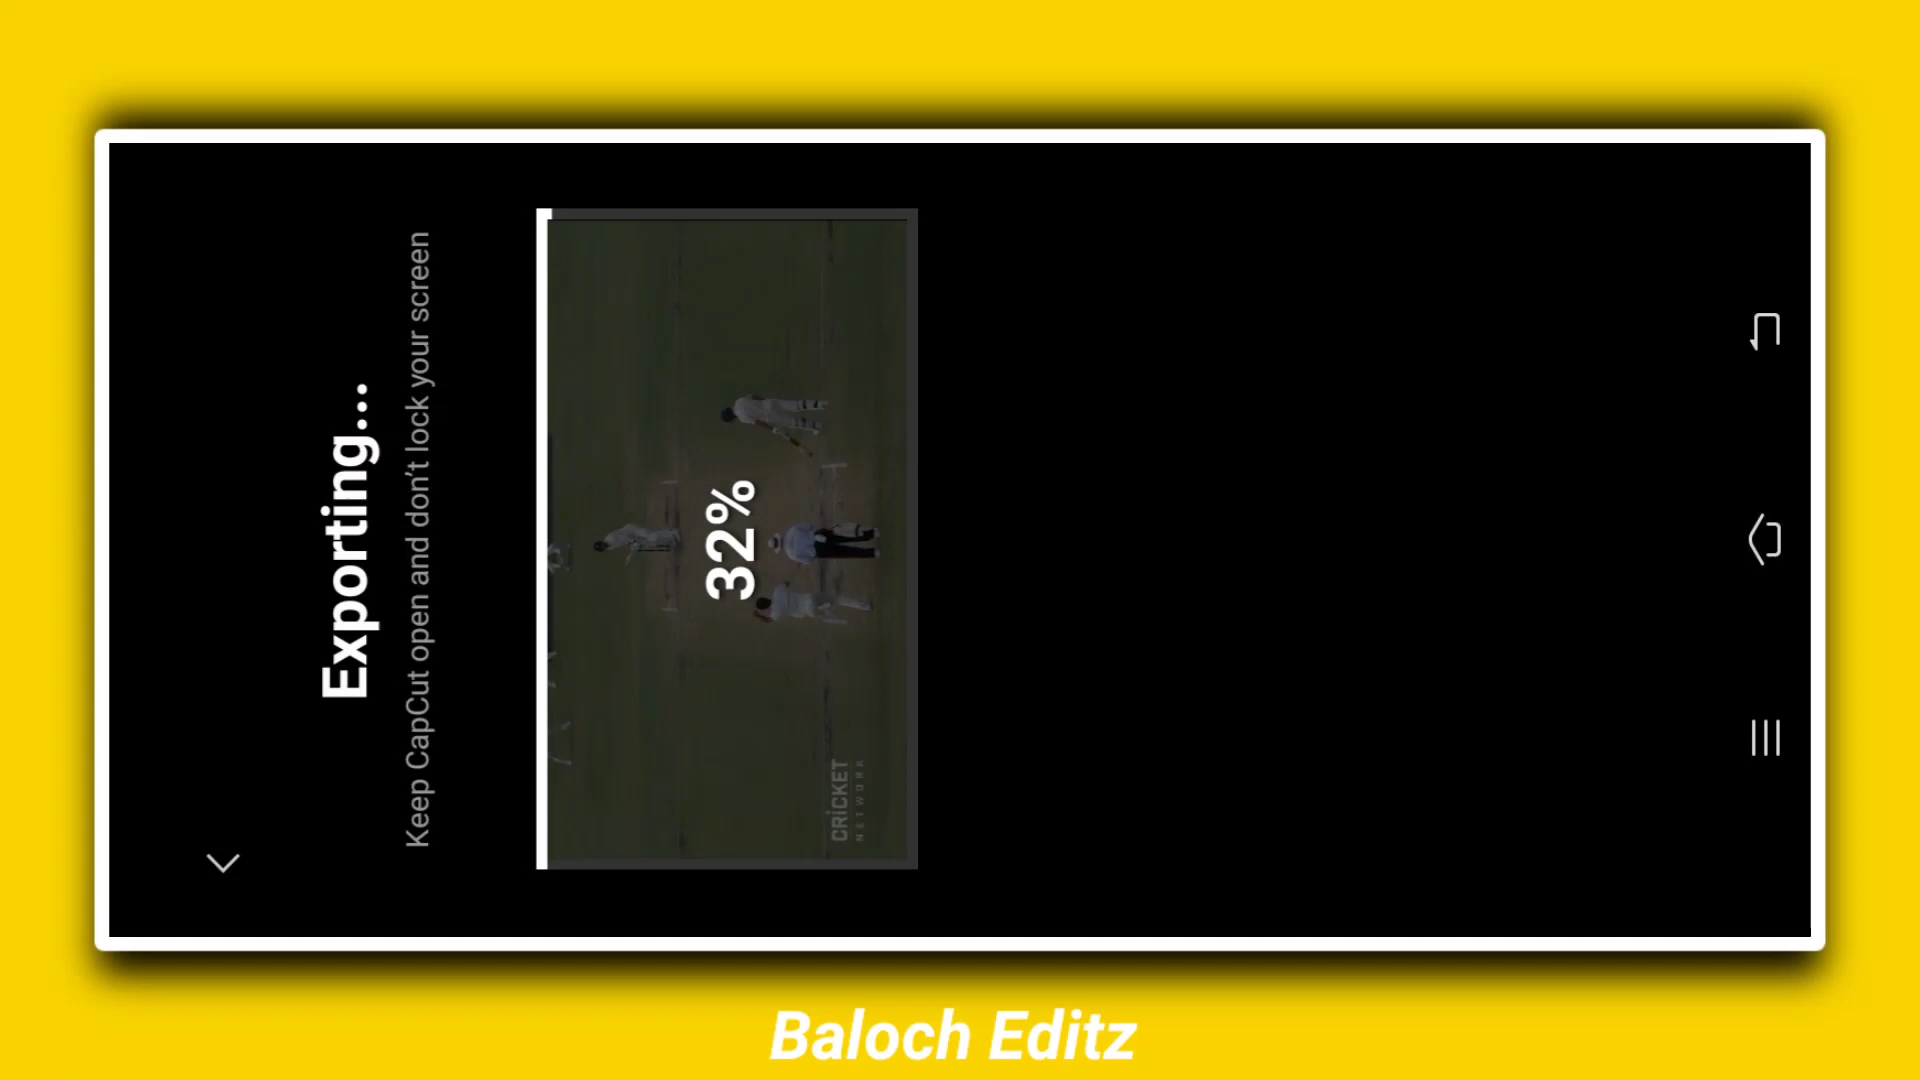 Exporting...
Keep CapCut open and don't lock your screen
32%
CRiCKET
NETWORK
Baloch Editz